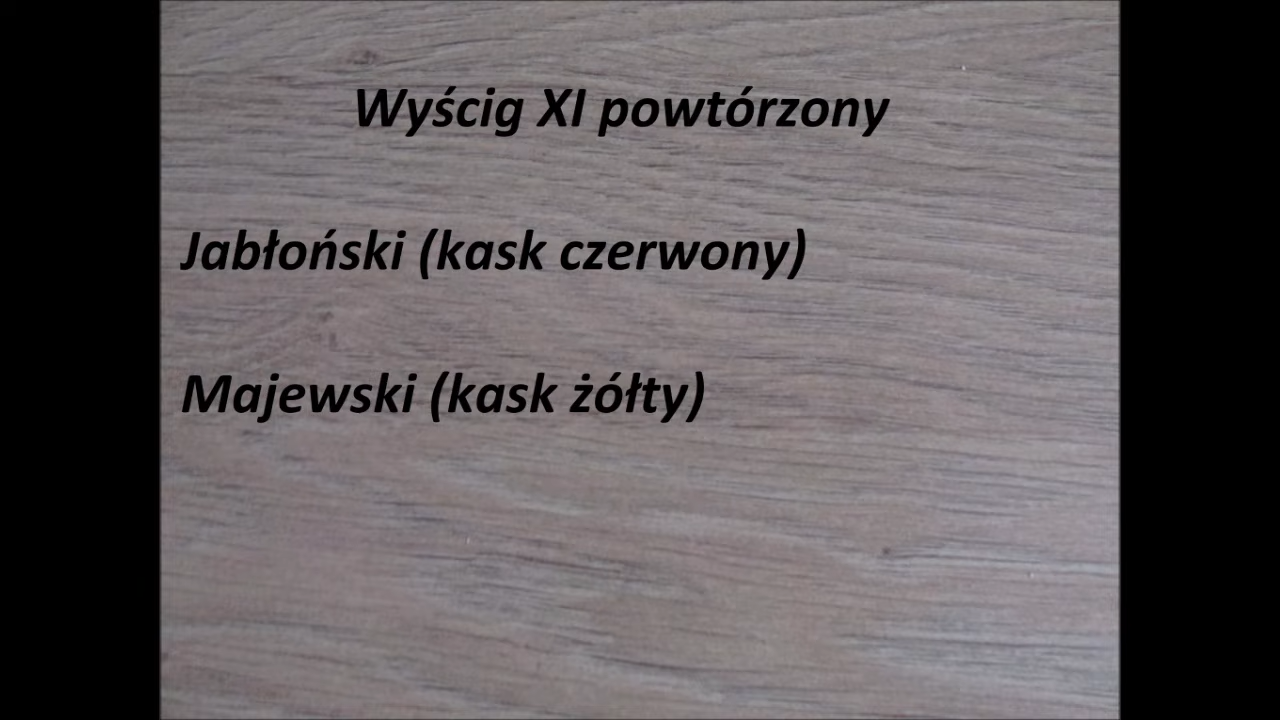 Wyścig XI powtórzony
Jabłoński (kask czerwony)
Majewski (kask żółty)